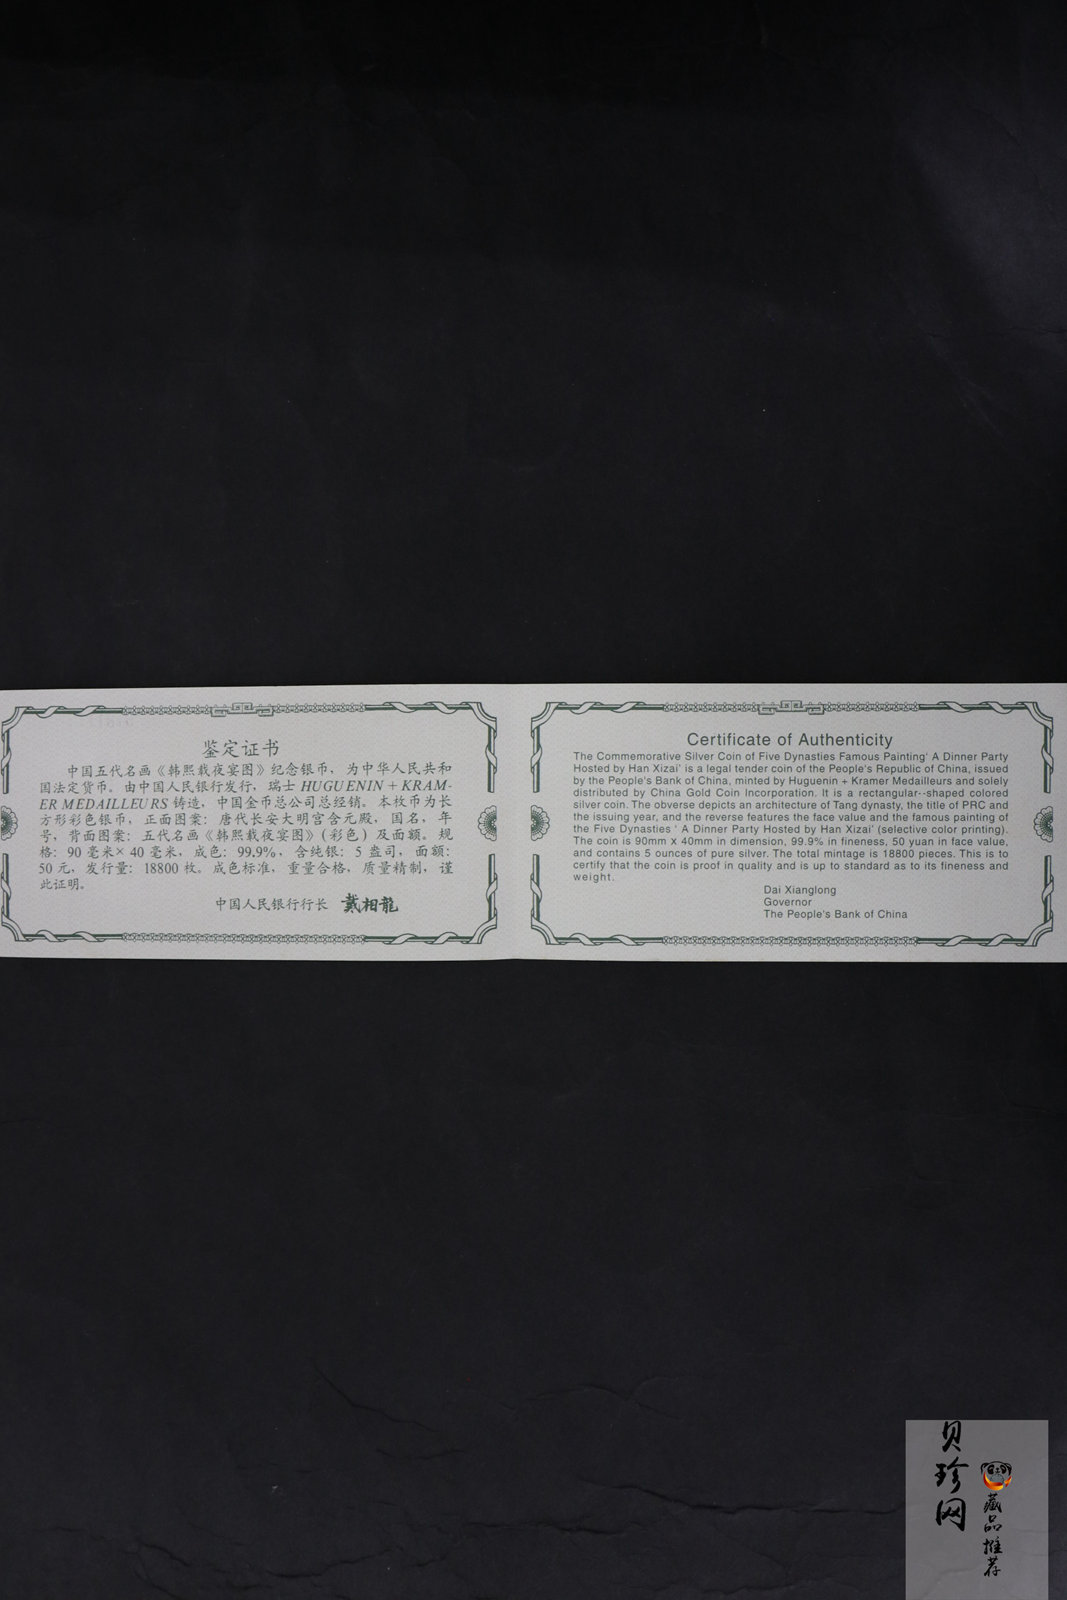 鉴定证书
中国五代名画《韩熙载夜宴图》纪念银币，为中华人民共和
国法定货币。由中国人民银行发行，瑞士 HUGUENIN + KRAM-
ER MEDAILLEURS 铸造，中国金币总公司总经销。本枚币为长
方形彩色银币，正面图案：唐代长安大明宫含元殿，国名，年
号，背面图案：五代名画《韩熙载夜宴图》(彩色) 及面额。规
格：90 毫米× 40 毫米，成色：99.9%，含纯银：5 盎司，面额：
50 元，发行量：18800 枚。成色标准，重量合格，质量精制，谨
此证明。
中国人民银行行长 戴相龍
Certificate of Authenticity
The Commemorative Silver Coin of Five Dynasties Famous Painting‘ A Dinner Party
Hosted by Han Xizai’ is a legal tender coin of the People's Republic of China, issued
by the People's Bank of China, minted by Huguenin + Kramer Medailleurs and solely
distributed by China Gold Coin Incorporation. It is a rectangular--shaped colored
silver coin. The obverse depicts an architecture of Tang dynasty, the title of PRC and
the issuing year, and the reverse features the face value and the famous painting of
the Five Dynasties ‘ A Dinner Party Hosted by Han Xizai’ (selective color printing).
The coin is 90mm x 40mm in dimension, 99.9% in fineness, 50 yuan in face value,
and contains 5 ounces of pure silver. The total mintage is 18800 pieces. This is to
certify that the coin is proof in quality and is up to standard as to its fineness and
weight.
Dai Xianglong
Governor
The People's Bank of China
贝珍网
藏品推荐